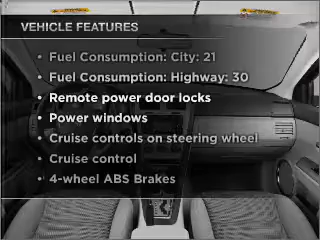 VEHICLE FEATURES
• Fuel Consumption: City: 21
• Fuel Consumption: Highway: 30
• Remote power door locks
• Power windows
• Cruise controls on steering wheel
• Cruise control
• 4-wheel ABS Brakes